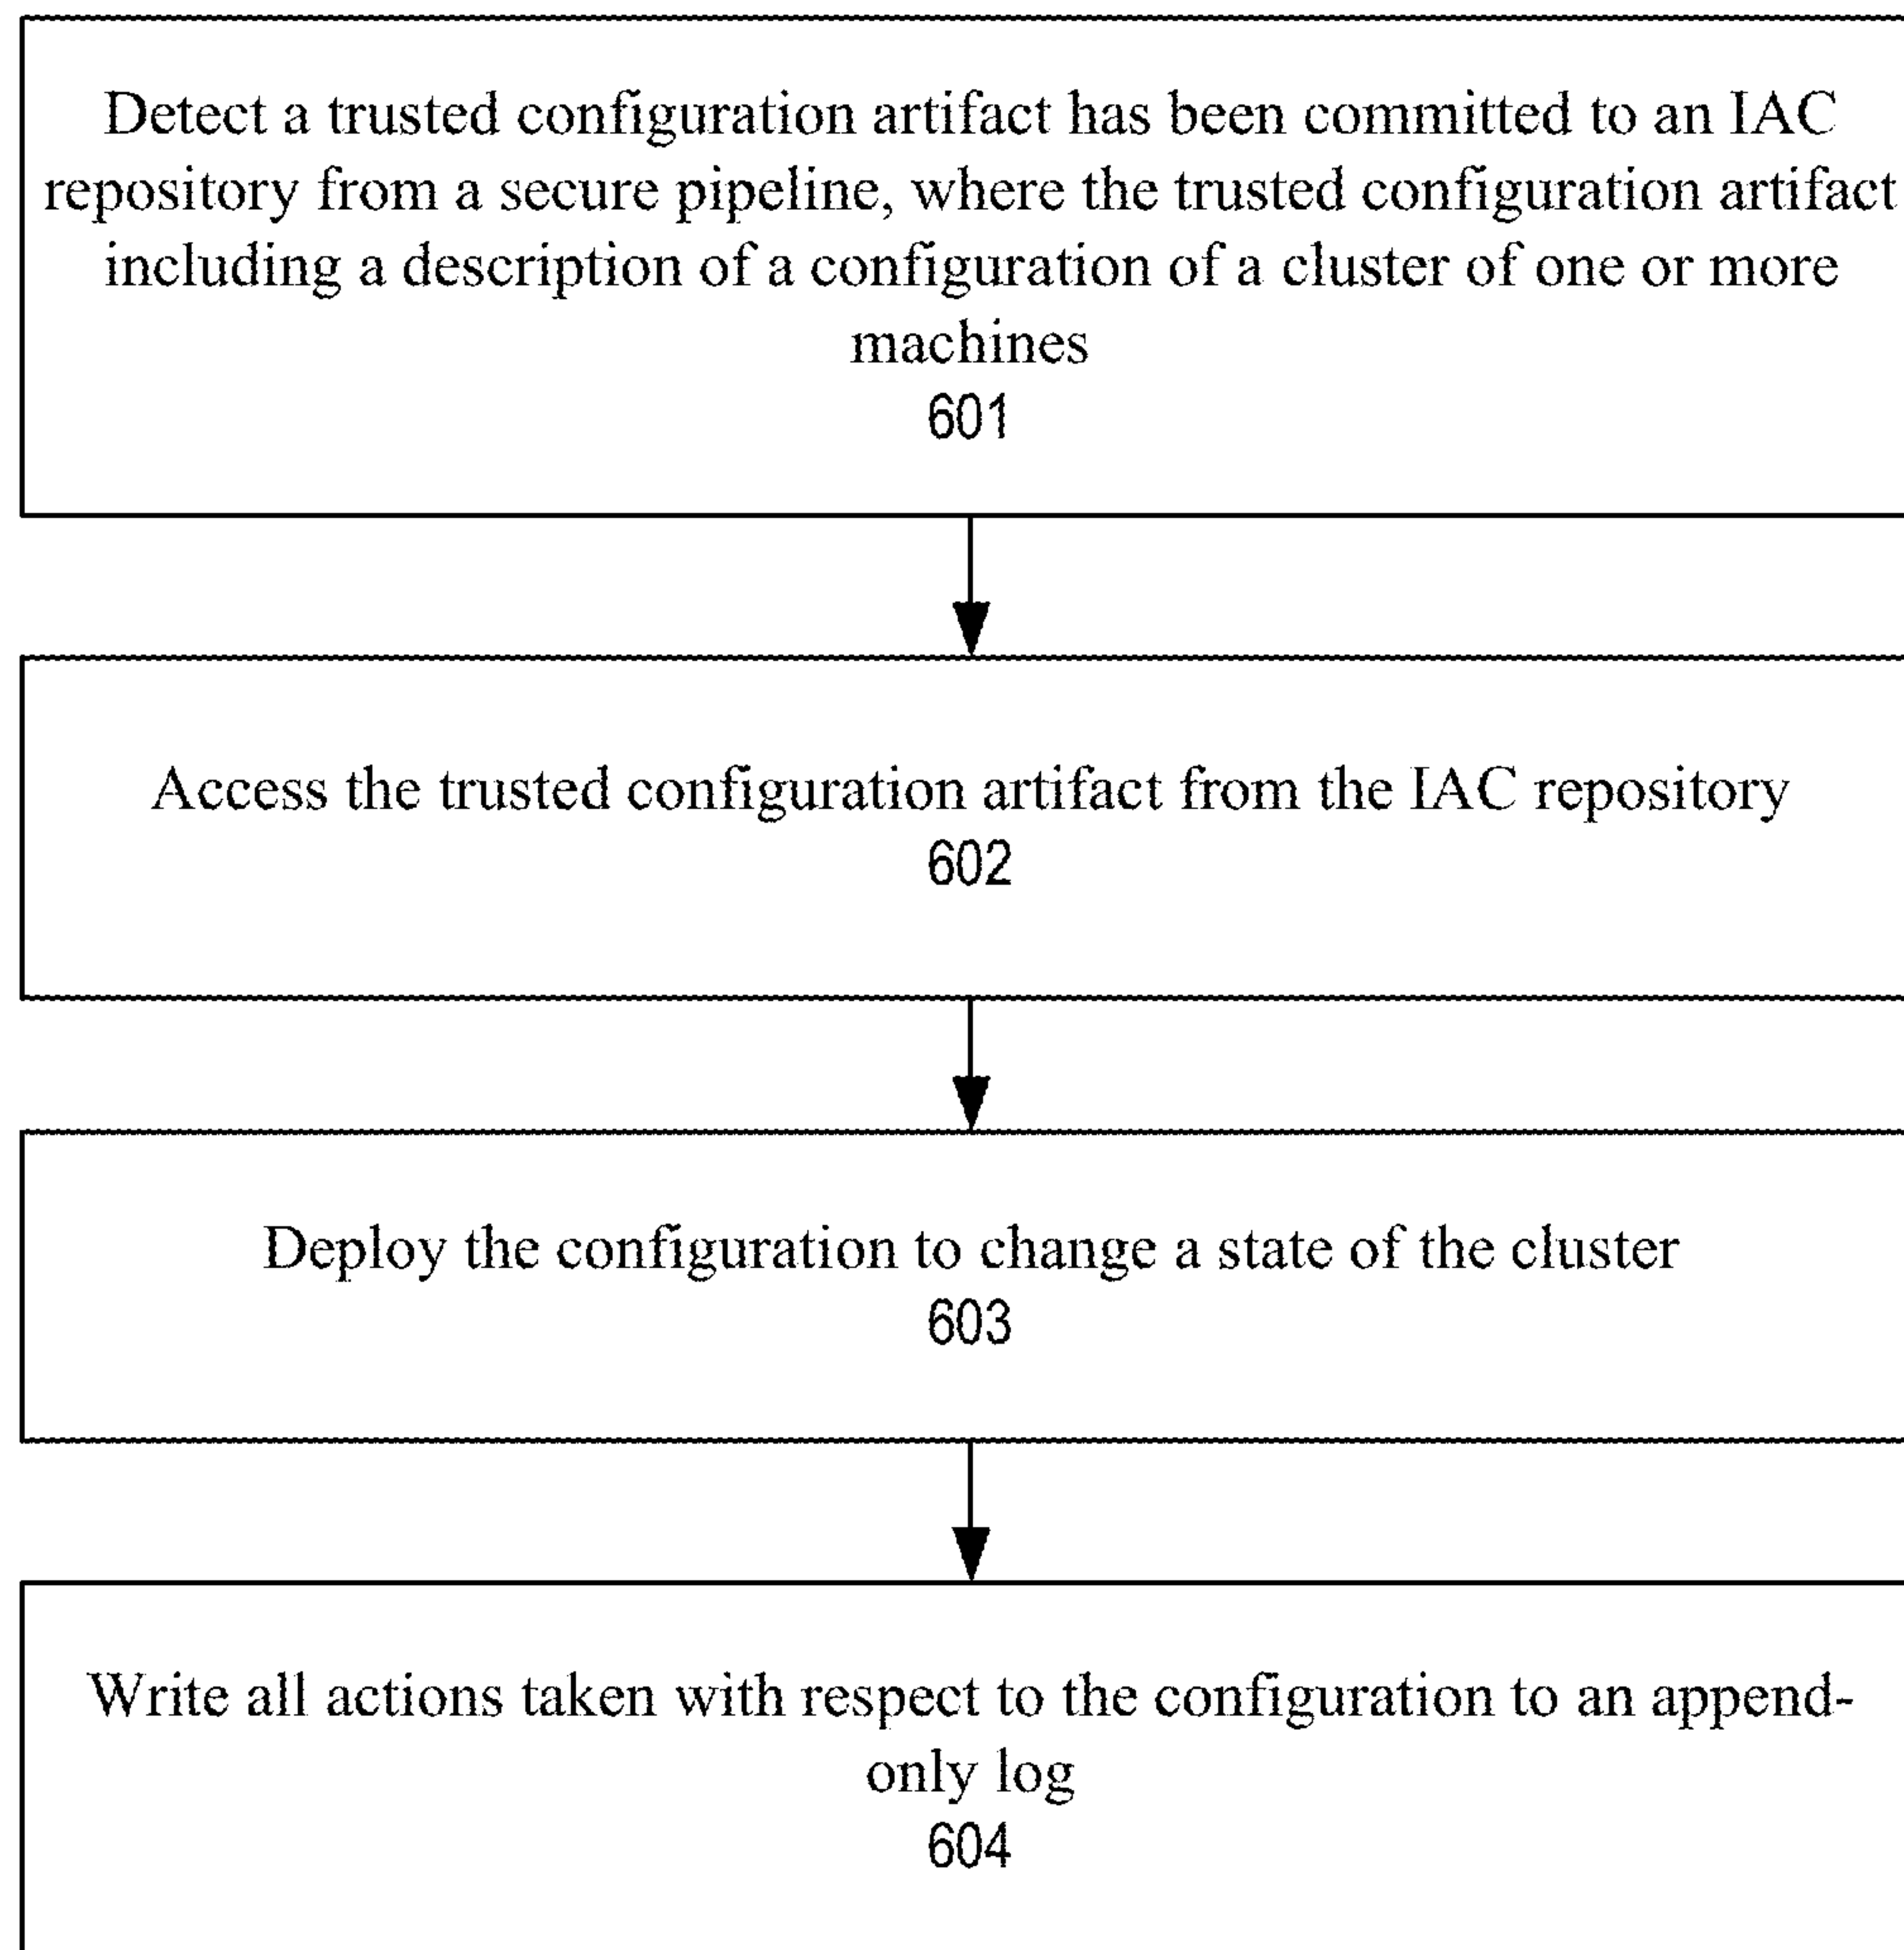 Detect a trusted configuration artifact has been committed to an IAC
repository from a secure pipeline, where the trusted configuration artifact
including a description of a configuration of a cluster of one or more
machines
601
Access the trusted configuration artifact from the IAC repository
602
Deploy the configuration to change a state of the cluster
603
Write all actions taken with respect to the configuration to an append-
only log
604